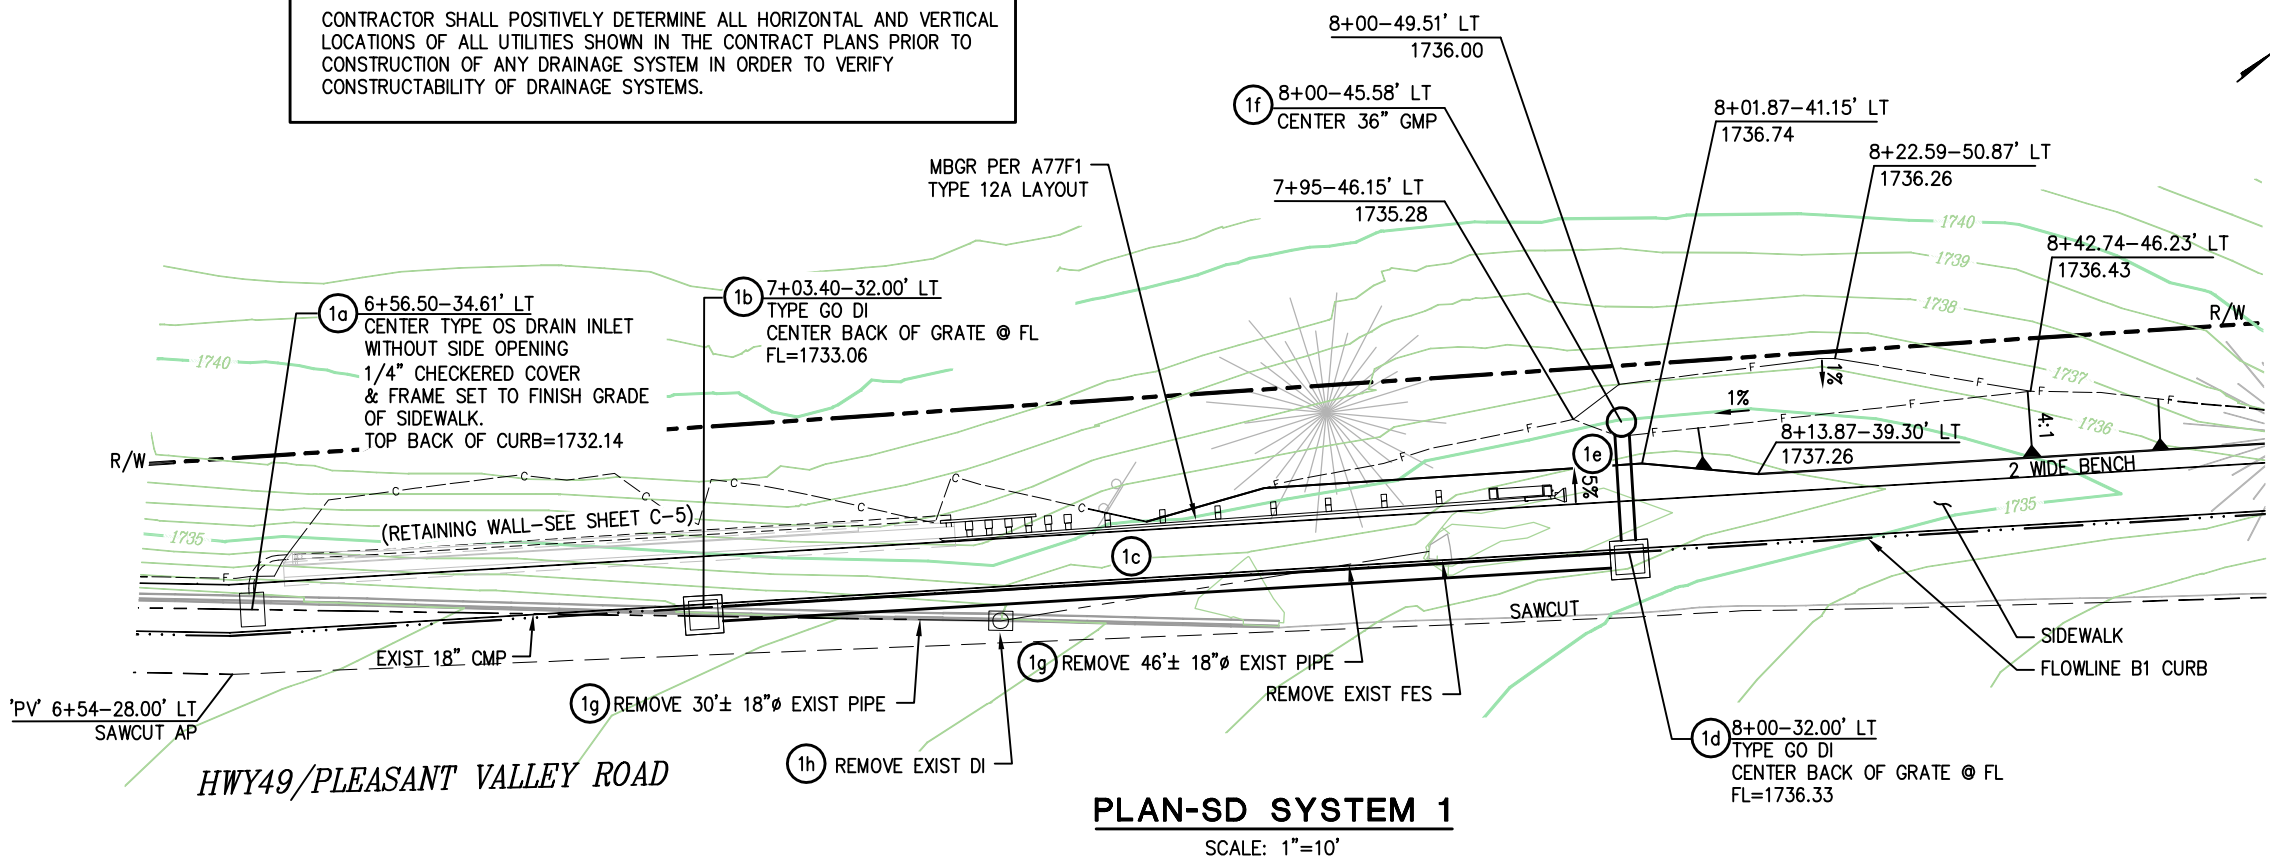 CONTRACTOR SHALL POSITIVELY DETERMINE ALL HORIZONTAL AND VERTICAL
LOCATIONS OF ALL UTILITIES SHOWN IN THE CONTRACT PLANS PRIOR TO
CONSTRUCTION OF ANY DRAINAGE SYSTEM IN ORDER TO VERIFY
CONSTRUCTABILITY OF DRAINAGE SYSTEMS.
8+00-49.51' LT
1736.00
1f
8+00-45.58' LT
CENTER 36" GMP
8+01.87-41.15' LT
1736.74
8+22.59-50.87' LT
1736.26
MBGR PER A77F1
TYPE 12A LAYOUT
7+95-46.15' LT
1735.28
8+42.74-46.23' LT
1736.43
1740
1739
1738
1737
1736
1735
R/W
1a
6+56.50-34.61' LT
CENTER TYPE OS DRAIN INLET
WITHOUT SIDE OPENING
1/4" CHECKERED COVER
& FRAME SET TO FINISH GRADE
OF SIDEWALK.
TOP BACK OF CURB=1732.14
1b
7+03.40-32.00' LT
TYPE GO DI
CENTER BACK OF GRATE @ FL
FL=1733.06
1740
1735
R/W
1%
1%
5%
4:1
8+13.87-39.30' LT
1737.26
2 WIDE BENCH
1e
1c
C
C
C
C
C
F
F
F
F
F
F
F
F
F
F
F
(RETAINING WALL-SEE SHEET C-5)
SAWCUT
SIDEWALK
FLOWLINE B1 CURB
EXIST 18" CMP
1g
REMOVE 30'± 18"ø EXIST PIPE
1g
REMOVE 46'± 18"ø EXIST PIPE
REMOVE EXIST FES
1h
REMOVE EXIST DI
'PV' 6+54-28.00' LT
SAWCUT AP
1d
8+00-32.00' LT
TYPE GO DI
CENTER BACK OF GRATE @ FL
FL=1736.33
HWY49/PLEASANT VALLEY ROAD
PLAN-SD SYSTEM 1
SCALE: 1"=10'